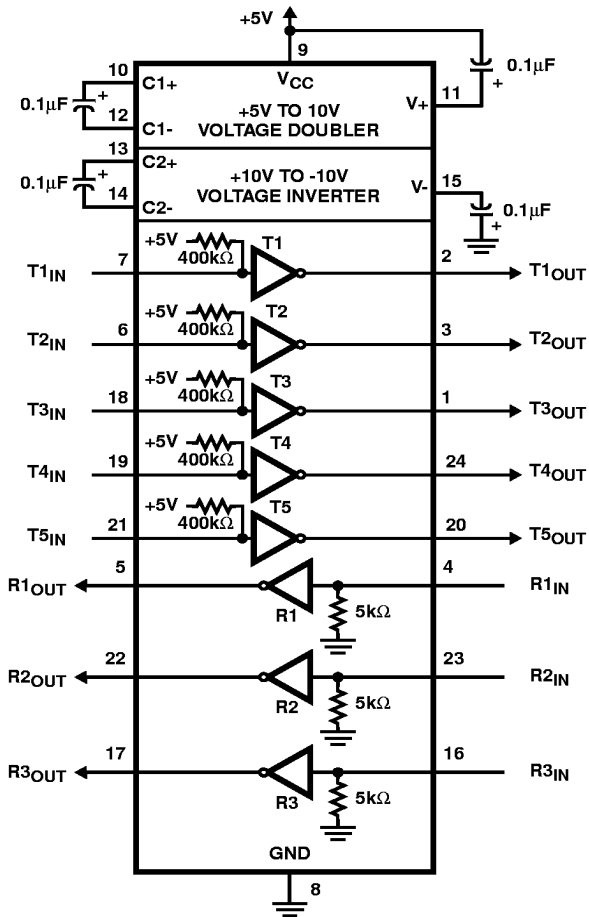 +5V
9
10
C1+
VCC
0.1µF
+
+
0.1µF
+5V TO 10V
VOLTAGE DOUBLER
V+
11
12
C1-
13
C2+
0.1µF
+
+10V TO -10V
VOLTAGE INVERTER
V-
15
14
C2-
0.1µF
+
+5V
400kΩ
T1
T1IN
7
2
T1OUT
+5V
400kΩ
T2
T2IN
6
3
T2OUT
+5V
400kΩ
T3
T3IN
18
1
T3OUT
+5V
400kΩ
T4
T4IN
19
24
T4OUT
+5V
400kΩ
T5
T5IN
21
20
T5OUT
R1OUT
5
4
R1IN
R1
5kΩ
R2OUT
22
23
R2IN
R2
5kΩ
R3OUT
17
16
R3IN
R3
5kΩ
GND
8